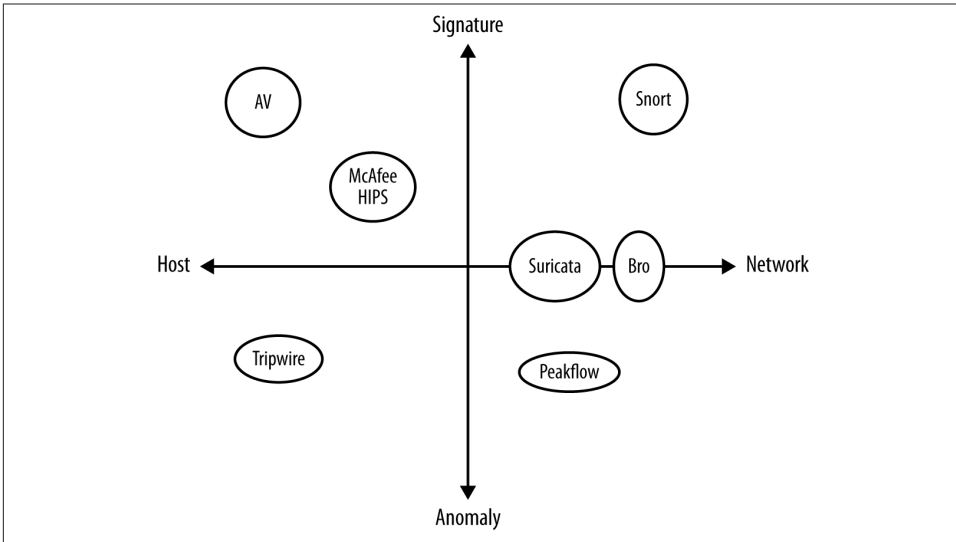 Signature
AV
Snort
McAfee
HIPS
Host
Suricata
Bro
Network
Tripwire
Peakflow
Anomaly